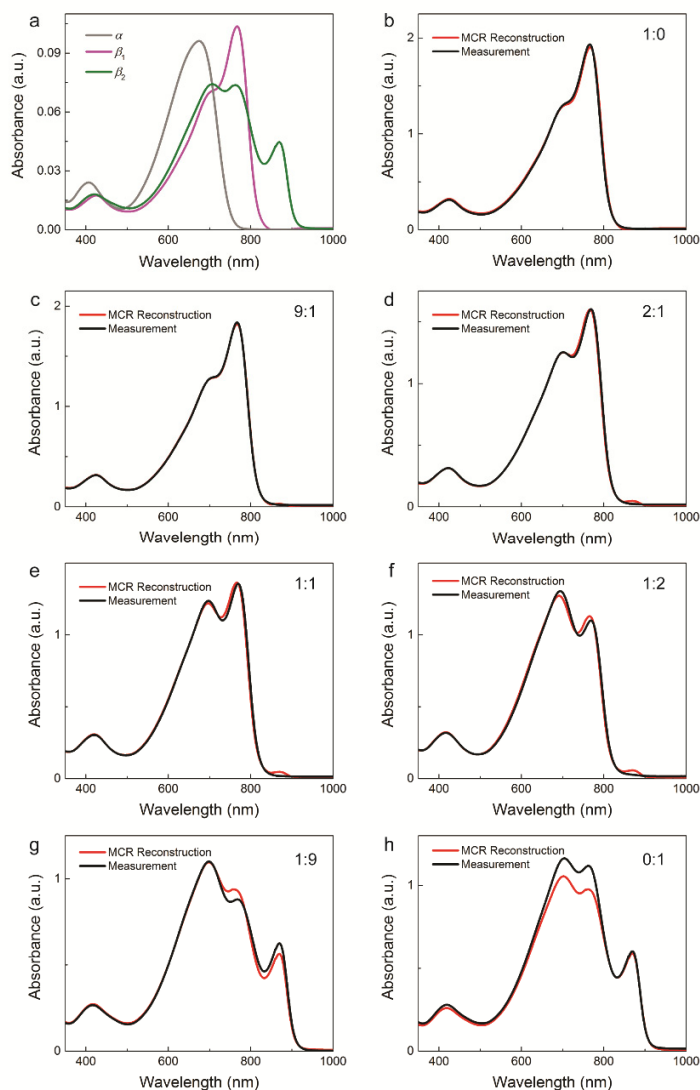 a
α
β1
β2
0.09
0.06
0.03
0.00
400 600 800 1000
Absorbance (a.u.)
Wavelength (nm)
b
1:0
MCR Reconstruction
Measurement
2
1
0
400 600 800 1000
Absorbance (a.u.)
Wavelength (nm)
c
9:1
MCR Reconstruction
Measurement
2
1
0
400 600 800 1000
Absorbance (a.u.)
Wavelength (nm)
d
2:1
MCR Reconstruction
Measurement
1
0
400 600 800 1000
Absorbance (a.u.)
Wavelength (nm)
e
1:1
MCR Reconstruction
Measurement
1
0
400 600 800 1000
Absorbance (a.u.)
Wavelength (nm)
f
1:2
MCR Reconstruction
Measurement
1
0
400 600 800 1000
Absorbance (a.u.)
Wavelength (nm)
g
1:9
MCR Reconstruction
Measurement
1
0
400 600 800 1000
Absorbance (a.u.)
Wavelength (nm)
h
0:1
MCR Reconstruction
Measurement
1
0
400 600 800 1000
Absorbance (a.u.)
Wavelength (nm)